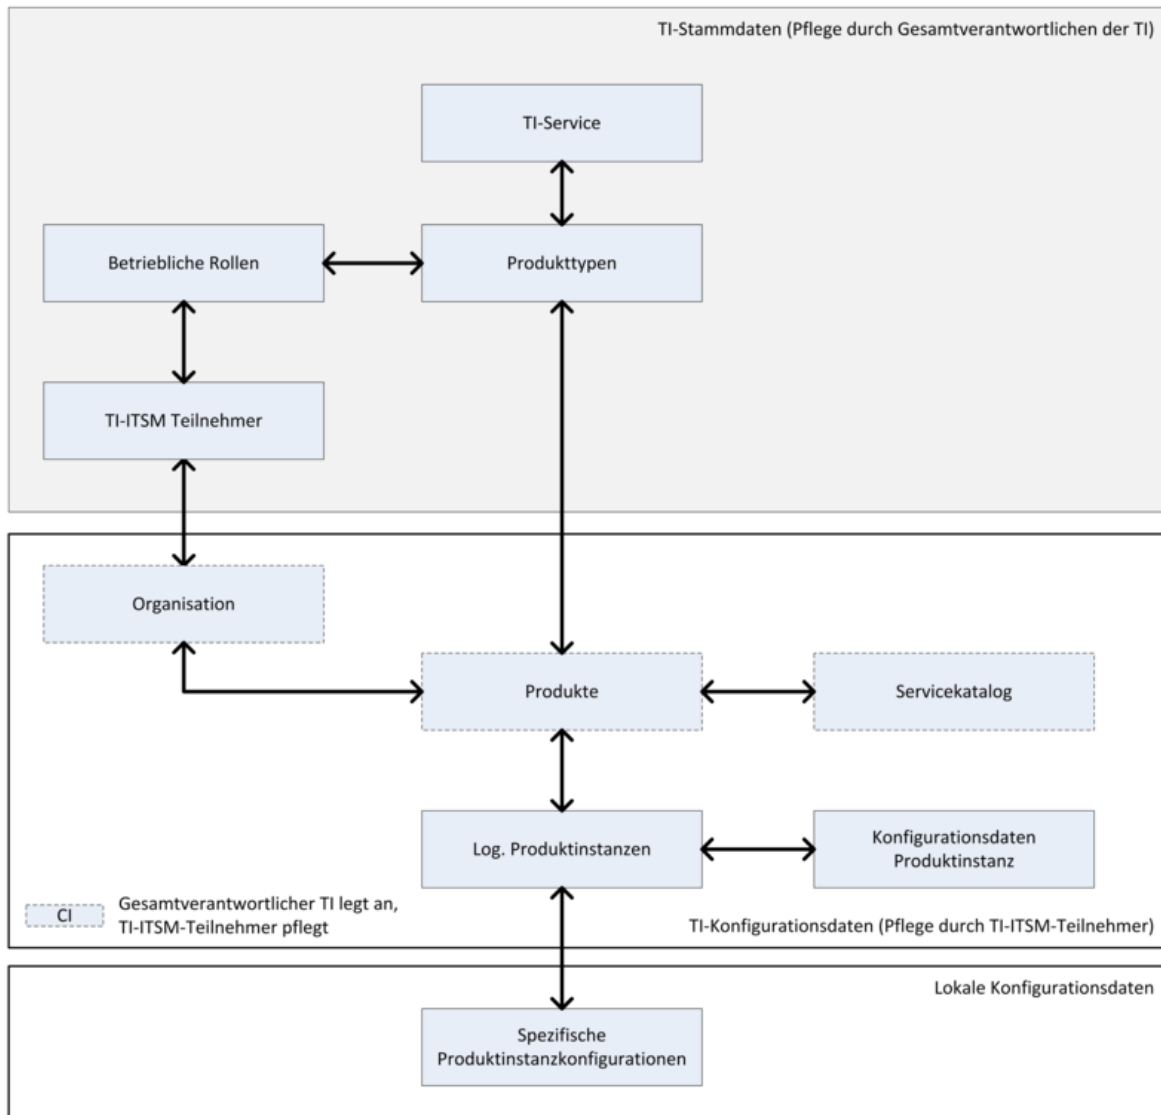 TI-Stammdaten (Pflege durch Gesamtverantwortlichen der TI)
TI-Service
Betriebliche Rollen
Produkttypen
TI-ITSM Teilnehmer
Organisation
Produkte
Servicekatalog
Log. Produktinstanzen
Konfigurationsdaten
Produktinstanz
CI
Gesamtverantwortlicher TI legt an,
TI-ITSM-Teilnehmer pflegt
TI-Konfigurationsdaten (Pflege durch TI-ITSM-Teilnehmer)
Lokale Konfigurationsdaten
Spezifische
Produktinstanzkonfigurationen